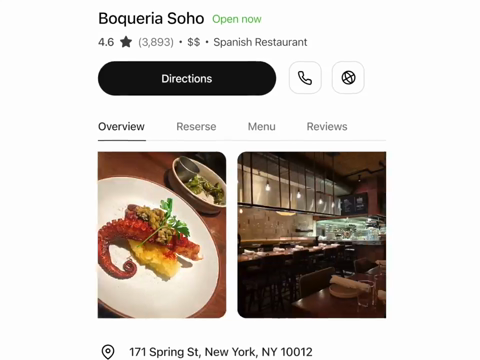 Boqueria Soho Open now
4.6 ★ (3,893) • $$ • Spanish Restaurant
Directions
Overview Reserse Menu Reviews
171 Spring St, New York, NY 10012